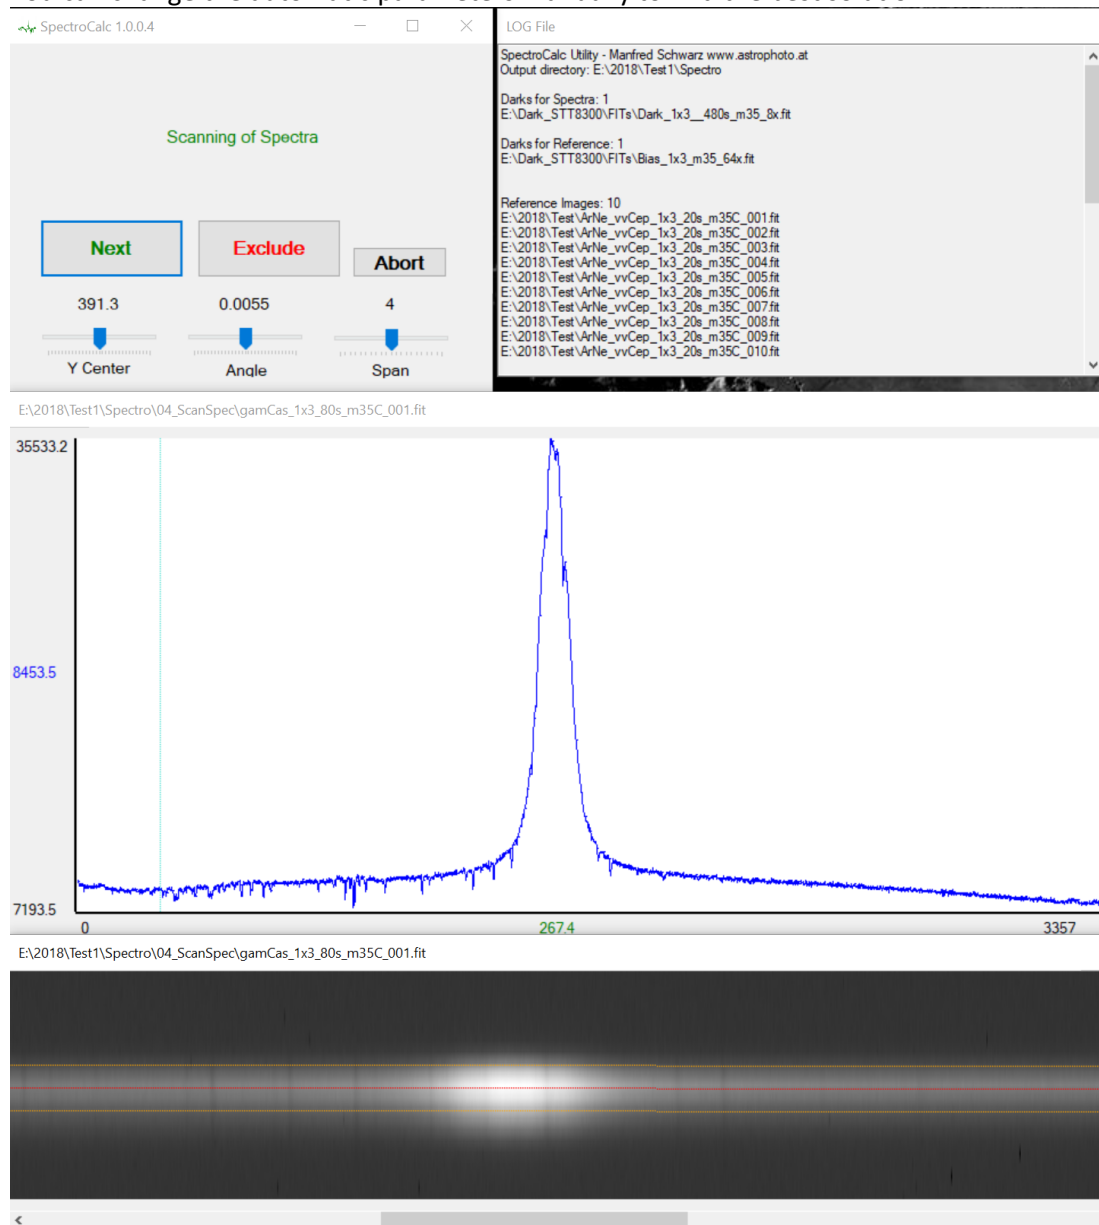 SpectroCalc 1.0.0.4
Scanning of Spectra
Next Exclude Abort
391.3 0.0055 4
Y Center Angle Span
LOG File
SpectroCalc Utility - Manfred Schwarz www.astrophoto.at
Output directory: E:\2018\Test1\Spectro
Darks for Spectra: 1
E:\Dark_STT8300\FITs\Dark_1x3__480s_m35_8x.fit
Darks for Reference: 1
E:\Dark_STT8300\FITs\Bias_1x3_m35_64x.fit
Reference Images: 10
E:\2018\Test\ArNe_vvCep_1x3_20s_m35C_001.fit
E:\2018\Test\ArNe_vvCep_1x3_20s_m35C_002.fit
E:\2018\Test\ArNe_vvCep_1x3_20s_m35C_003.fit
E:\2018\Test\ArNe_vvCep_1x3_20s_m35C_004.fit
E:\2018\Test\ArNe_vvCep_1x3_20s_m35C_005.fit
E:\2018\Test\ArNe_vvCep_1x3_20s_m35C_006.fit
E:\2018\Test\ArNe_vvCep_1x3_20s_m35C_007.fit
E:\2018\Test\ArNe_vvCep_1x3_20s_m35C_008.fit
E:\2018\Test\ArNe_vvCep_1x3_20s_m35C_009.fit
E:\2018\Test\ArNe_vvCep_1x3_20s_m35C_010.fit
E:\2018\Test1\Spectro\04_ScanSpec\gamCas_1x3_80s_m35C_001.fit
35533.2
8453.5
7193.5
0 267.4 3357
E:\2018\Test1\Spectro\04_ScanSpec\gamCas_1x3_80s_m35C_001.fit